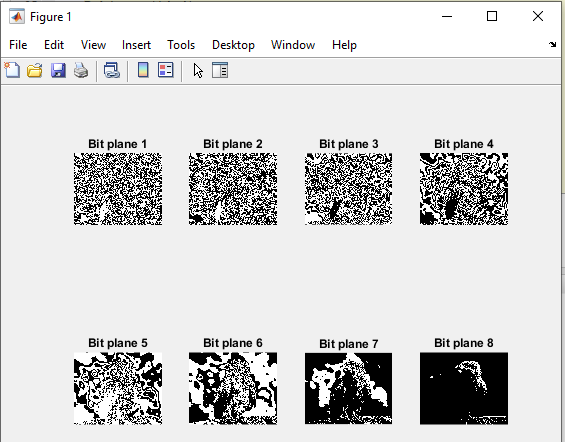 Figure 1
File Edit View Insert Tools Desktop Window Help
Bit plane 1 Bit plane 2 Bit plane 3 Bit plane 4
Bit plane 5 Bit plane 6 Bit plane 7 Bit plane 8